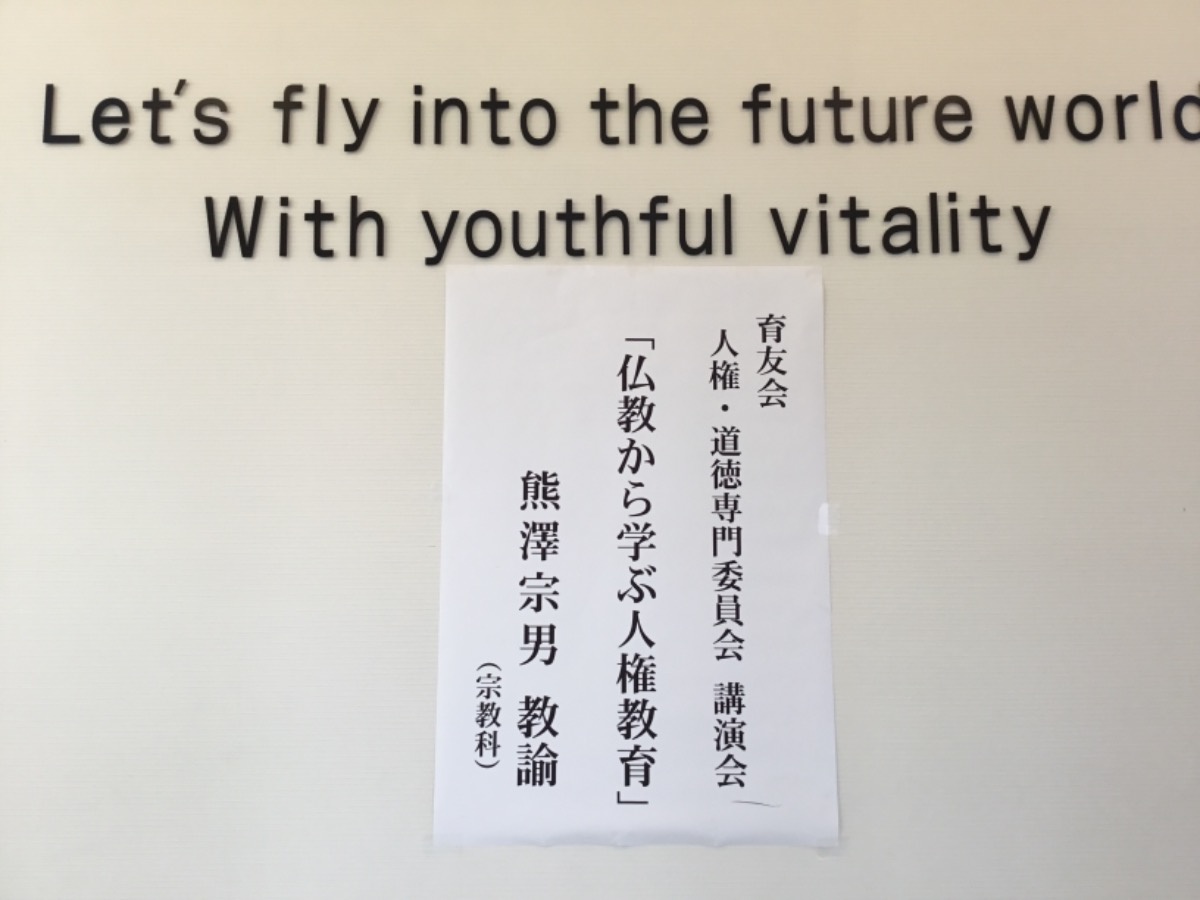 Let's fly into the future world
With youthful vitality
育友会
人権・道徳専門委員会 講演会
「仏教から学ぶ人権教育」
熊澤宗男 教諭
（宗教科）